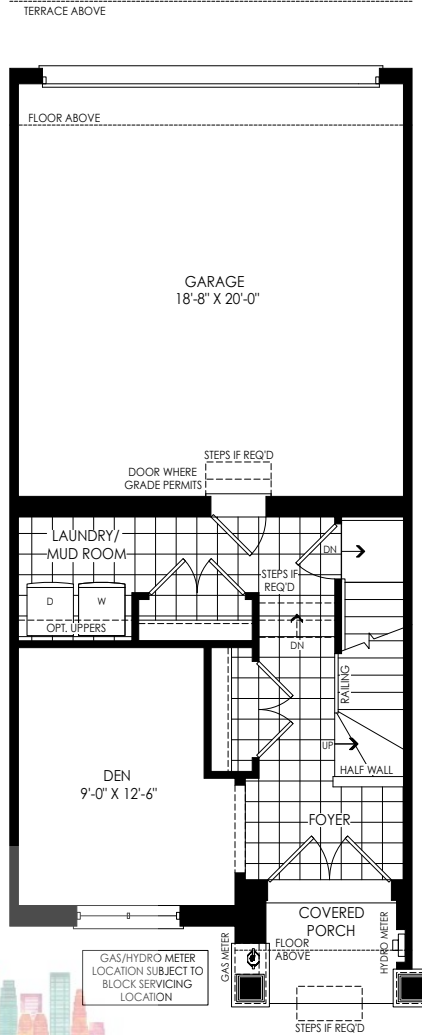 TERRACE ABOVE
FLOOR ABOVE
GARAGE
18'-8" X 20'-0"
STEPS IF REQ'D
DOOR WHERE
GRADE PERMITS
LAUNDRY/
MUD ROOM
DN
STEPS IF
REQ'D
D
W
OPT. UPPERS
DN
RAILING
UP
HALF WALL
DEN
9'-0" X 12'-6"
FOYER
COVERED
PORCH
GAS METER
FLOOR
ABOVE
HYDRO METER
GAS/HYDRO METER
LOCATION SUBJECT TO
BLOCK SERVICING
LOCATION
STEPS IF REQ'D